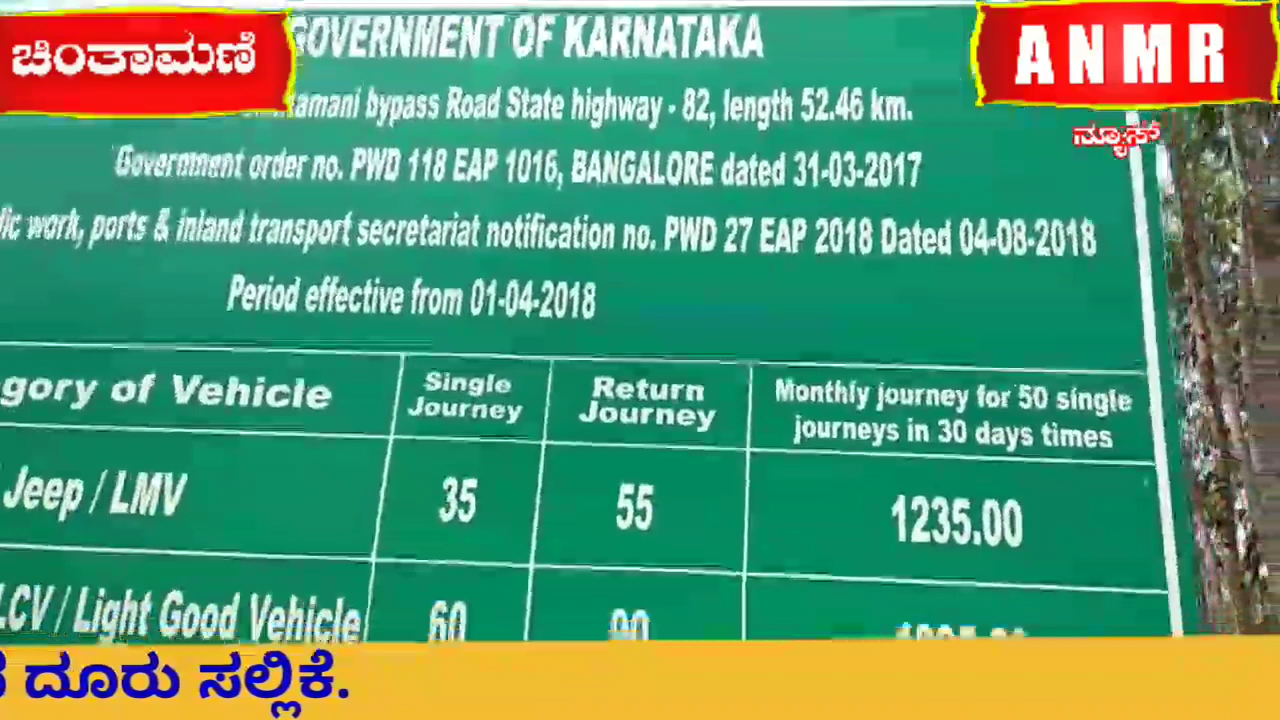 ಚಿಂತಾಮಣಿ
ANMR
ನ್ಯೂಸ್
GOVERNMENT OF KARNATAKA
bypass Road State highway - 82, length 52.46 km.
Government order no. PWD 118 EAP 1016, BANGALORE dated 31-03-2017
work, ports & inland transport secretariat notification no. PWD 27 EAP 2018 Dated 04-08-2018
Period effective from 01-04-2018
of Vehicle
Single Journey
Return Journey
Monthly journey for 50 single journeys in 30 days times
Jeep / LMV 35 55 1235.00
LCV / Light Good Vehicle 60
ದೂರು ಸಲ್ಲಿಕೆ.